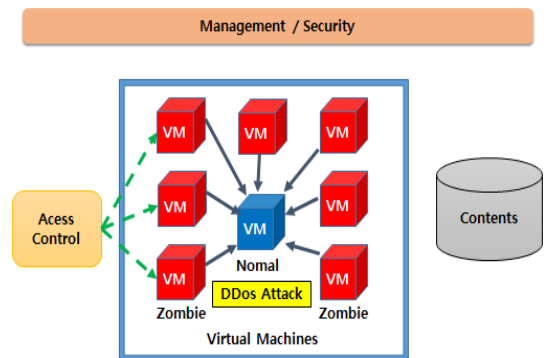 Management / Security
VM
VM
VM
VM
VM
Acess
Control
VM
Contents
VM
Nomal
VM
DDos Attack
Zombie
Zombie
Virtual Machines